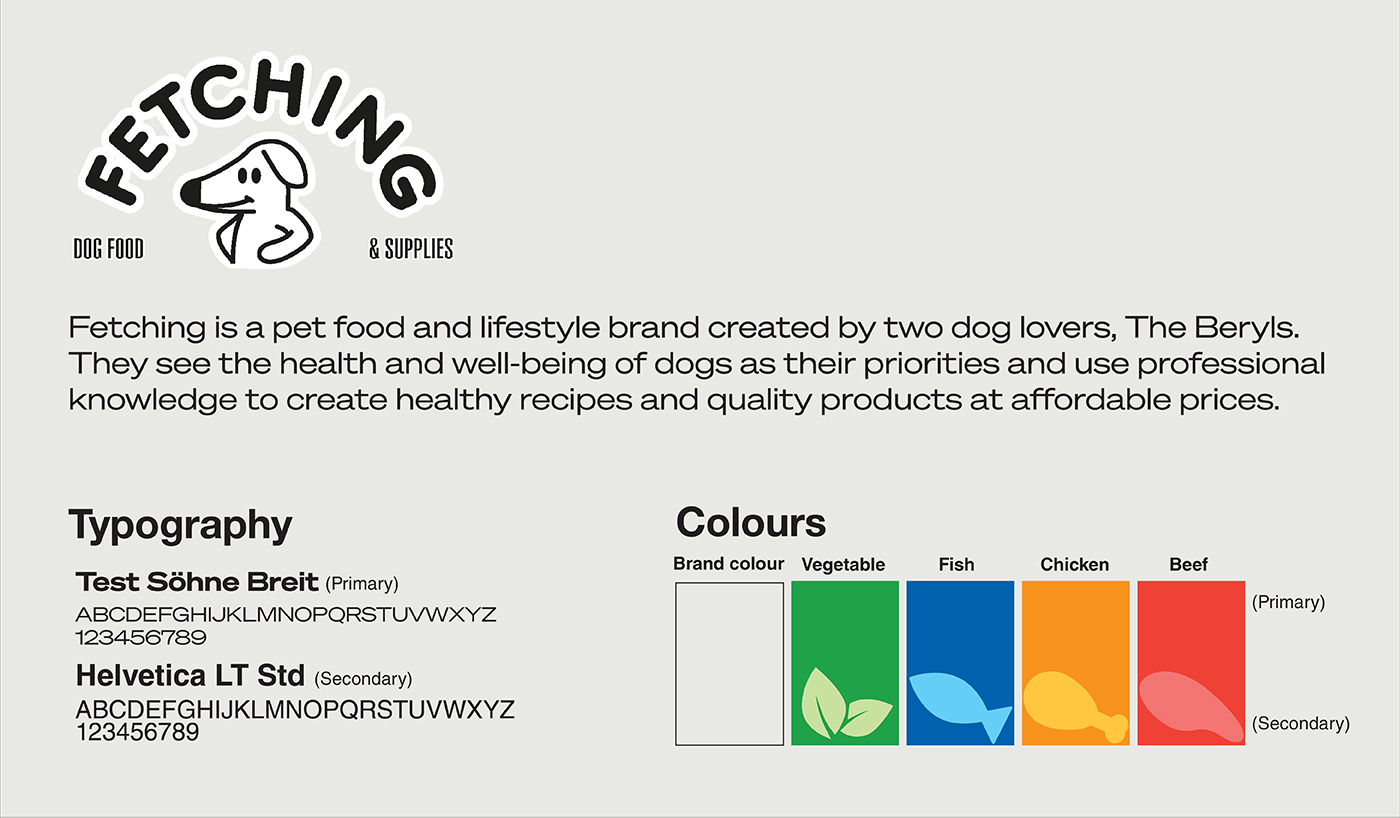 FETCHING
DOG FOOD
& SUPPLIES
Fetching is a pet food and lifestyle brand created by two dog lovers, The Beryls.
They see the health and well-being of dogs as their priorities and use professional
knowledge to create healthy recipes and quality products at affordable prices.
Typography
Test Söhne Breit (Primary)
ABCDEFGHIJKLMNOPQRSTUVWXYZ
123456789
Helvetica LT Std (Secondary)
ABCDEFGHIJKLMNOPQRSTUVWXYZ
123456789
Colours
Brand colour Vegetable Fish Chicken Beef
(Primary)
(Secondary)